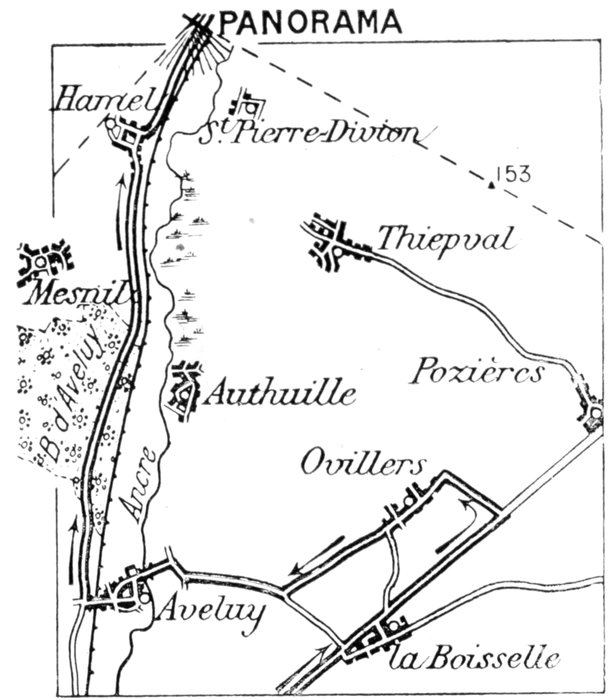 PANORAMA
Hamel
St Pierre-Divion
153
Thiepval
Mesnil
B. d'Aveluy
Pozières
Authuille
Ovillers
Ancre
Aveluy
la Boisselle